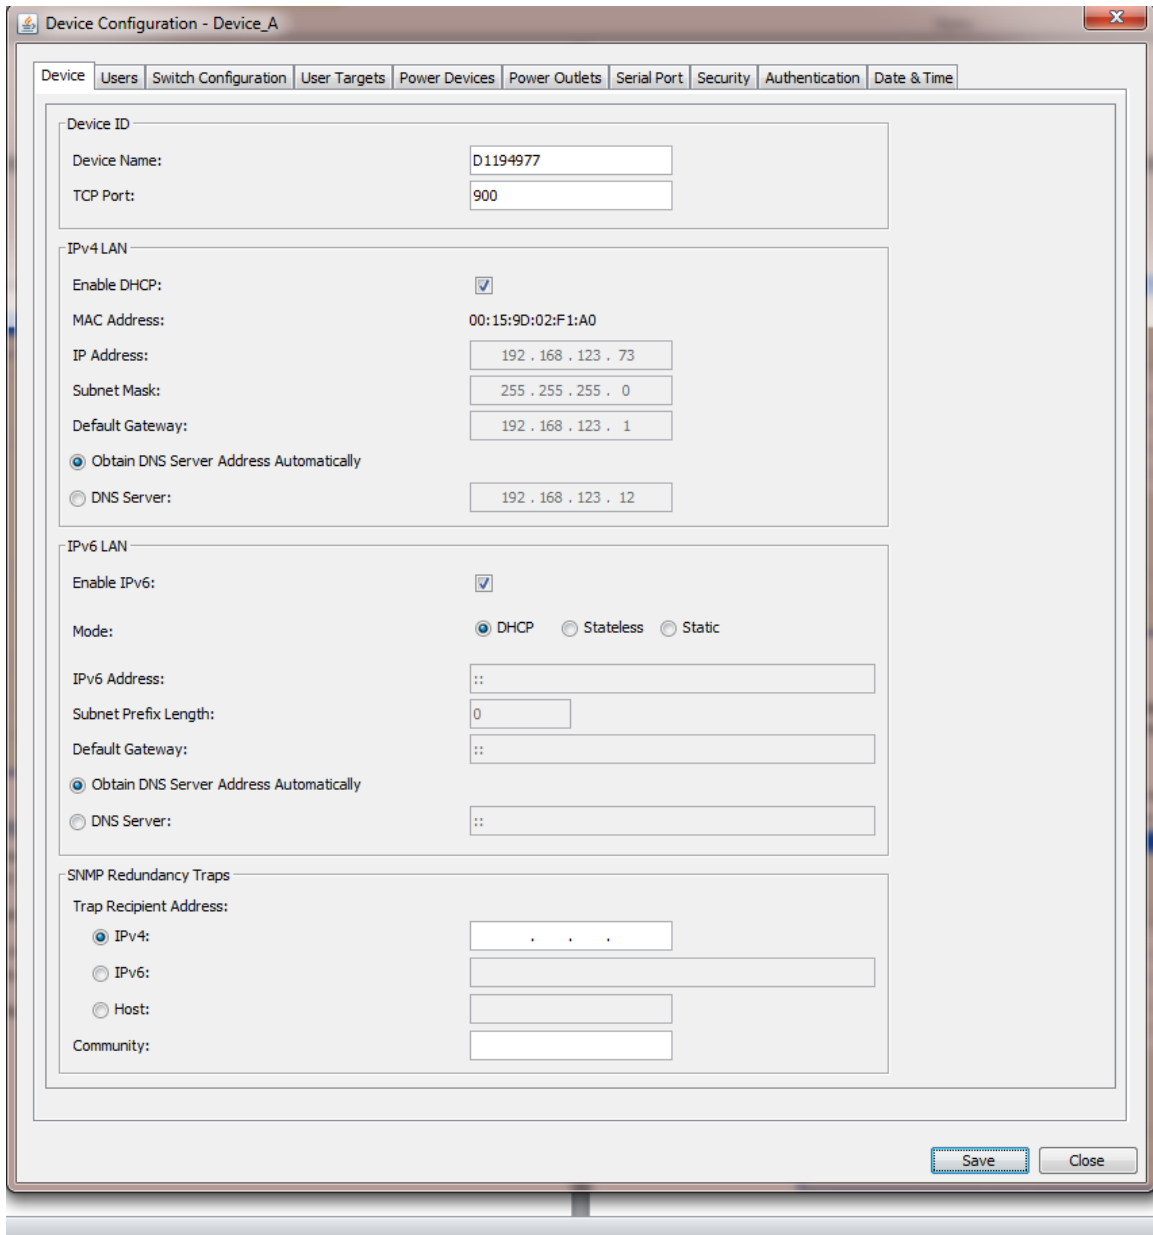 Device Configuration - Device_A
Device Users Switch Configuration User Targets Power Devices Power Outlets Serial Port Security Authentication Date & Time
Device ID
Device Name: D1194977
TCP Port: 900
IPv4 LAN
Enable DHCP:
MAC Address: 00:15:9D:02:F1:A0
IP Address: 192 . 168 . 123 . 73
Subnet Mask: 255 . 255 . 255 . 0
Default Gateway: 192 . 168 . 123 . 1
Obtain DNS Server Address Automatically
DNS Server: 192 . 168 . 123 . 12
IPv6 LAN
Enable IPv6:
Mode: DHCP Stateless Static
IPv6 Address: ::
Subnet Prefix Length: 0
Default Gateway: ::
Obtain DNS Server Address Automatically
DNS Server: ::
SNMP Redundancy Traps
Trap Recipient Address:
IPv4: . . .
IPv6:
Host:
Community:
Save Close